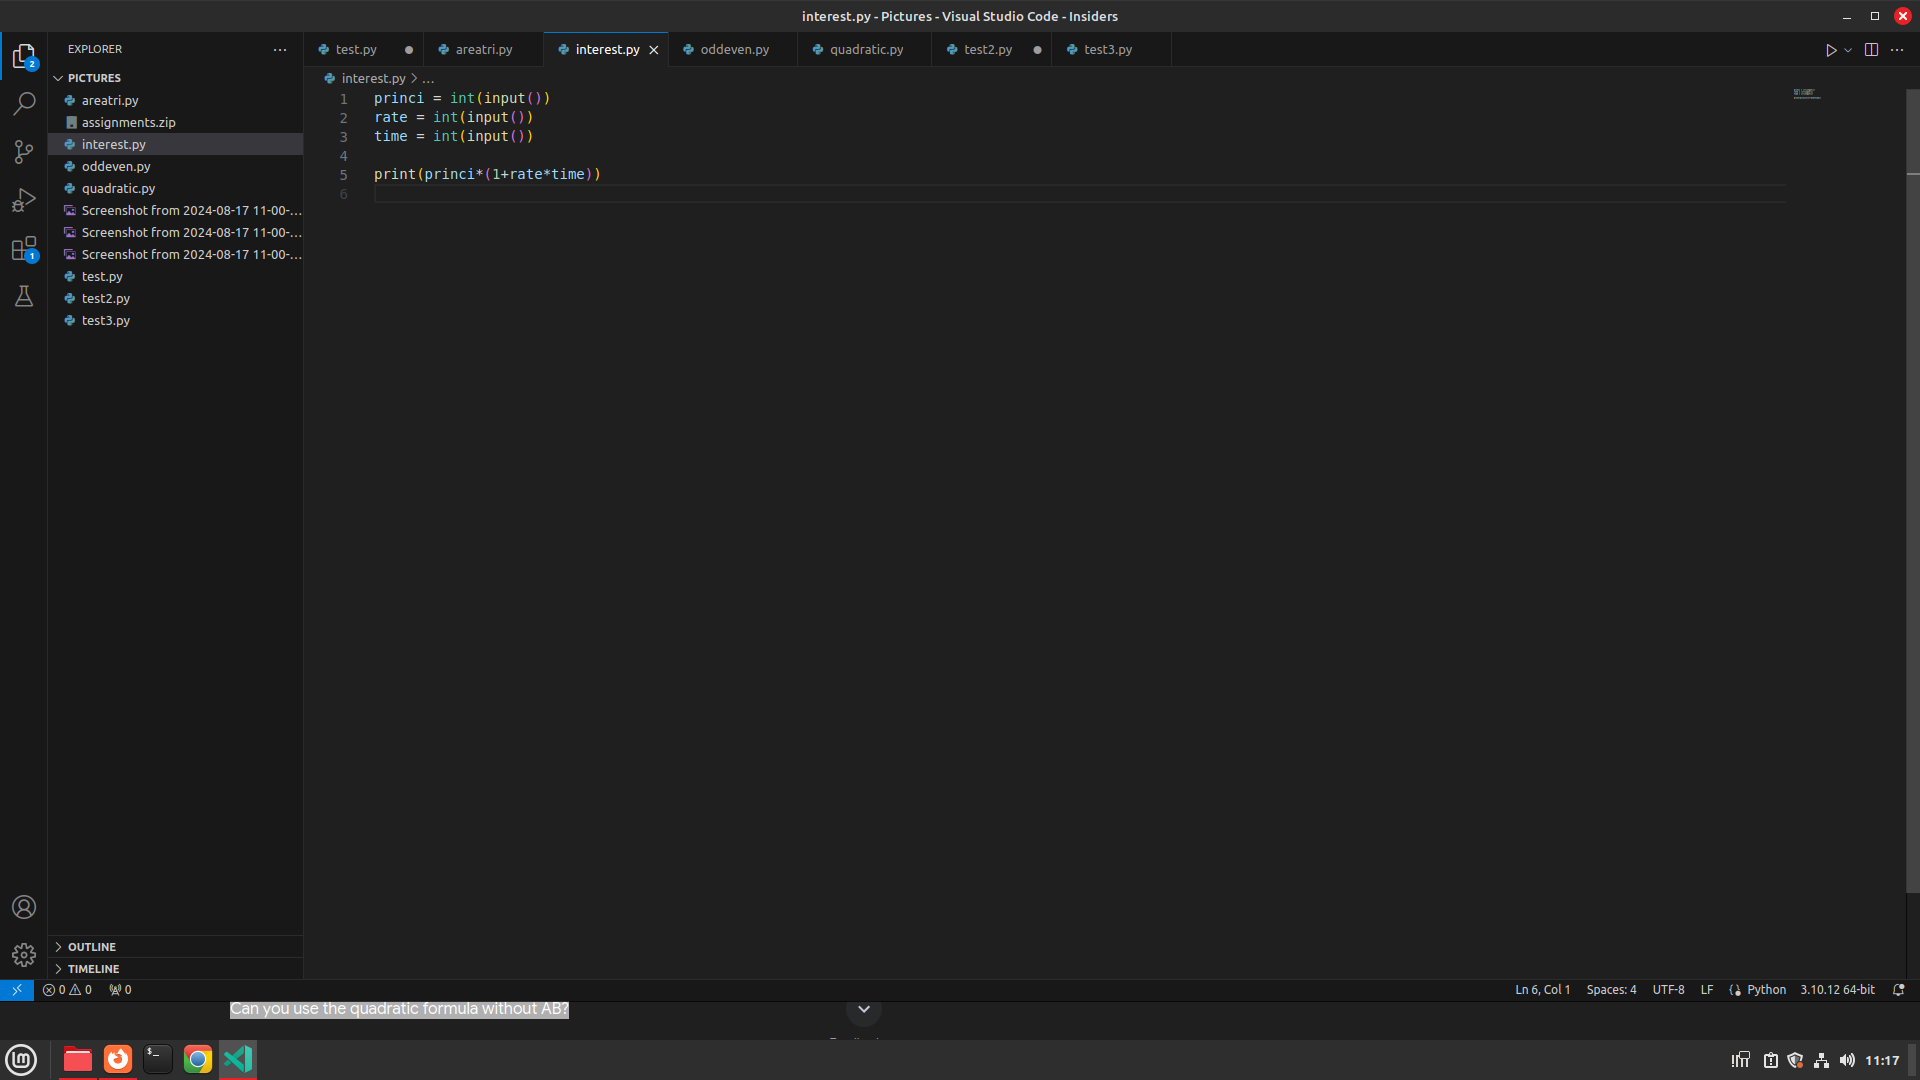 interest.py - Pictures - Visual Studio Code - Insiders
EXPLORER
test.py
areatri.py
interest.py
oddeven.py
quadratic.py
test2.py
test3.py
PICTURES
areatri.py
assignments.zip
interest.py
oddeven.py
quadratic.py
Screenshot from 2024-08-17 11-00-...
Screenshot from 2024-08-17 11-00-...
Screenshot from 2024-08-17 11-00-...
test.py
test2.py
test3.py
OUTLINE
TIMELINE
interest.py > ...
1 princi = int(input())
2 rate = int(input())
3 time = int(input())
4
5 print(princi*(1+rate*time))
6
2
1
0 0 0
Ln 6, Col 1 Spaces: 4 UTF-8 LF Python 3.10.12 64-bit
Can you use the quadratic formula without AB?
11:17